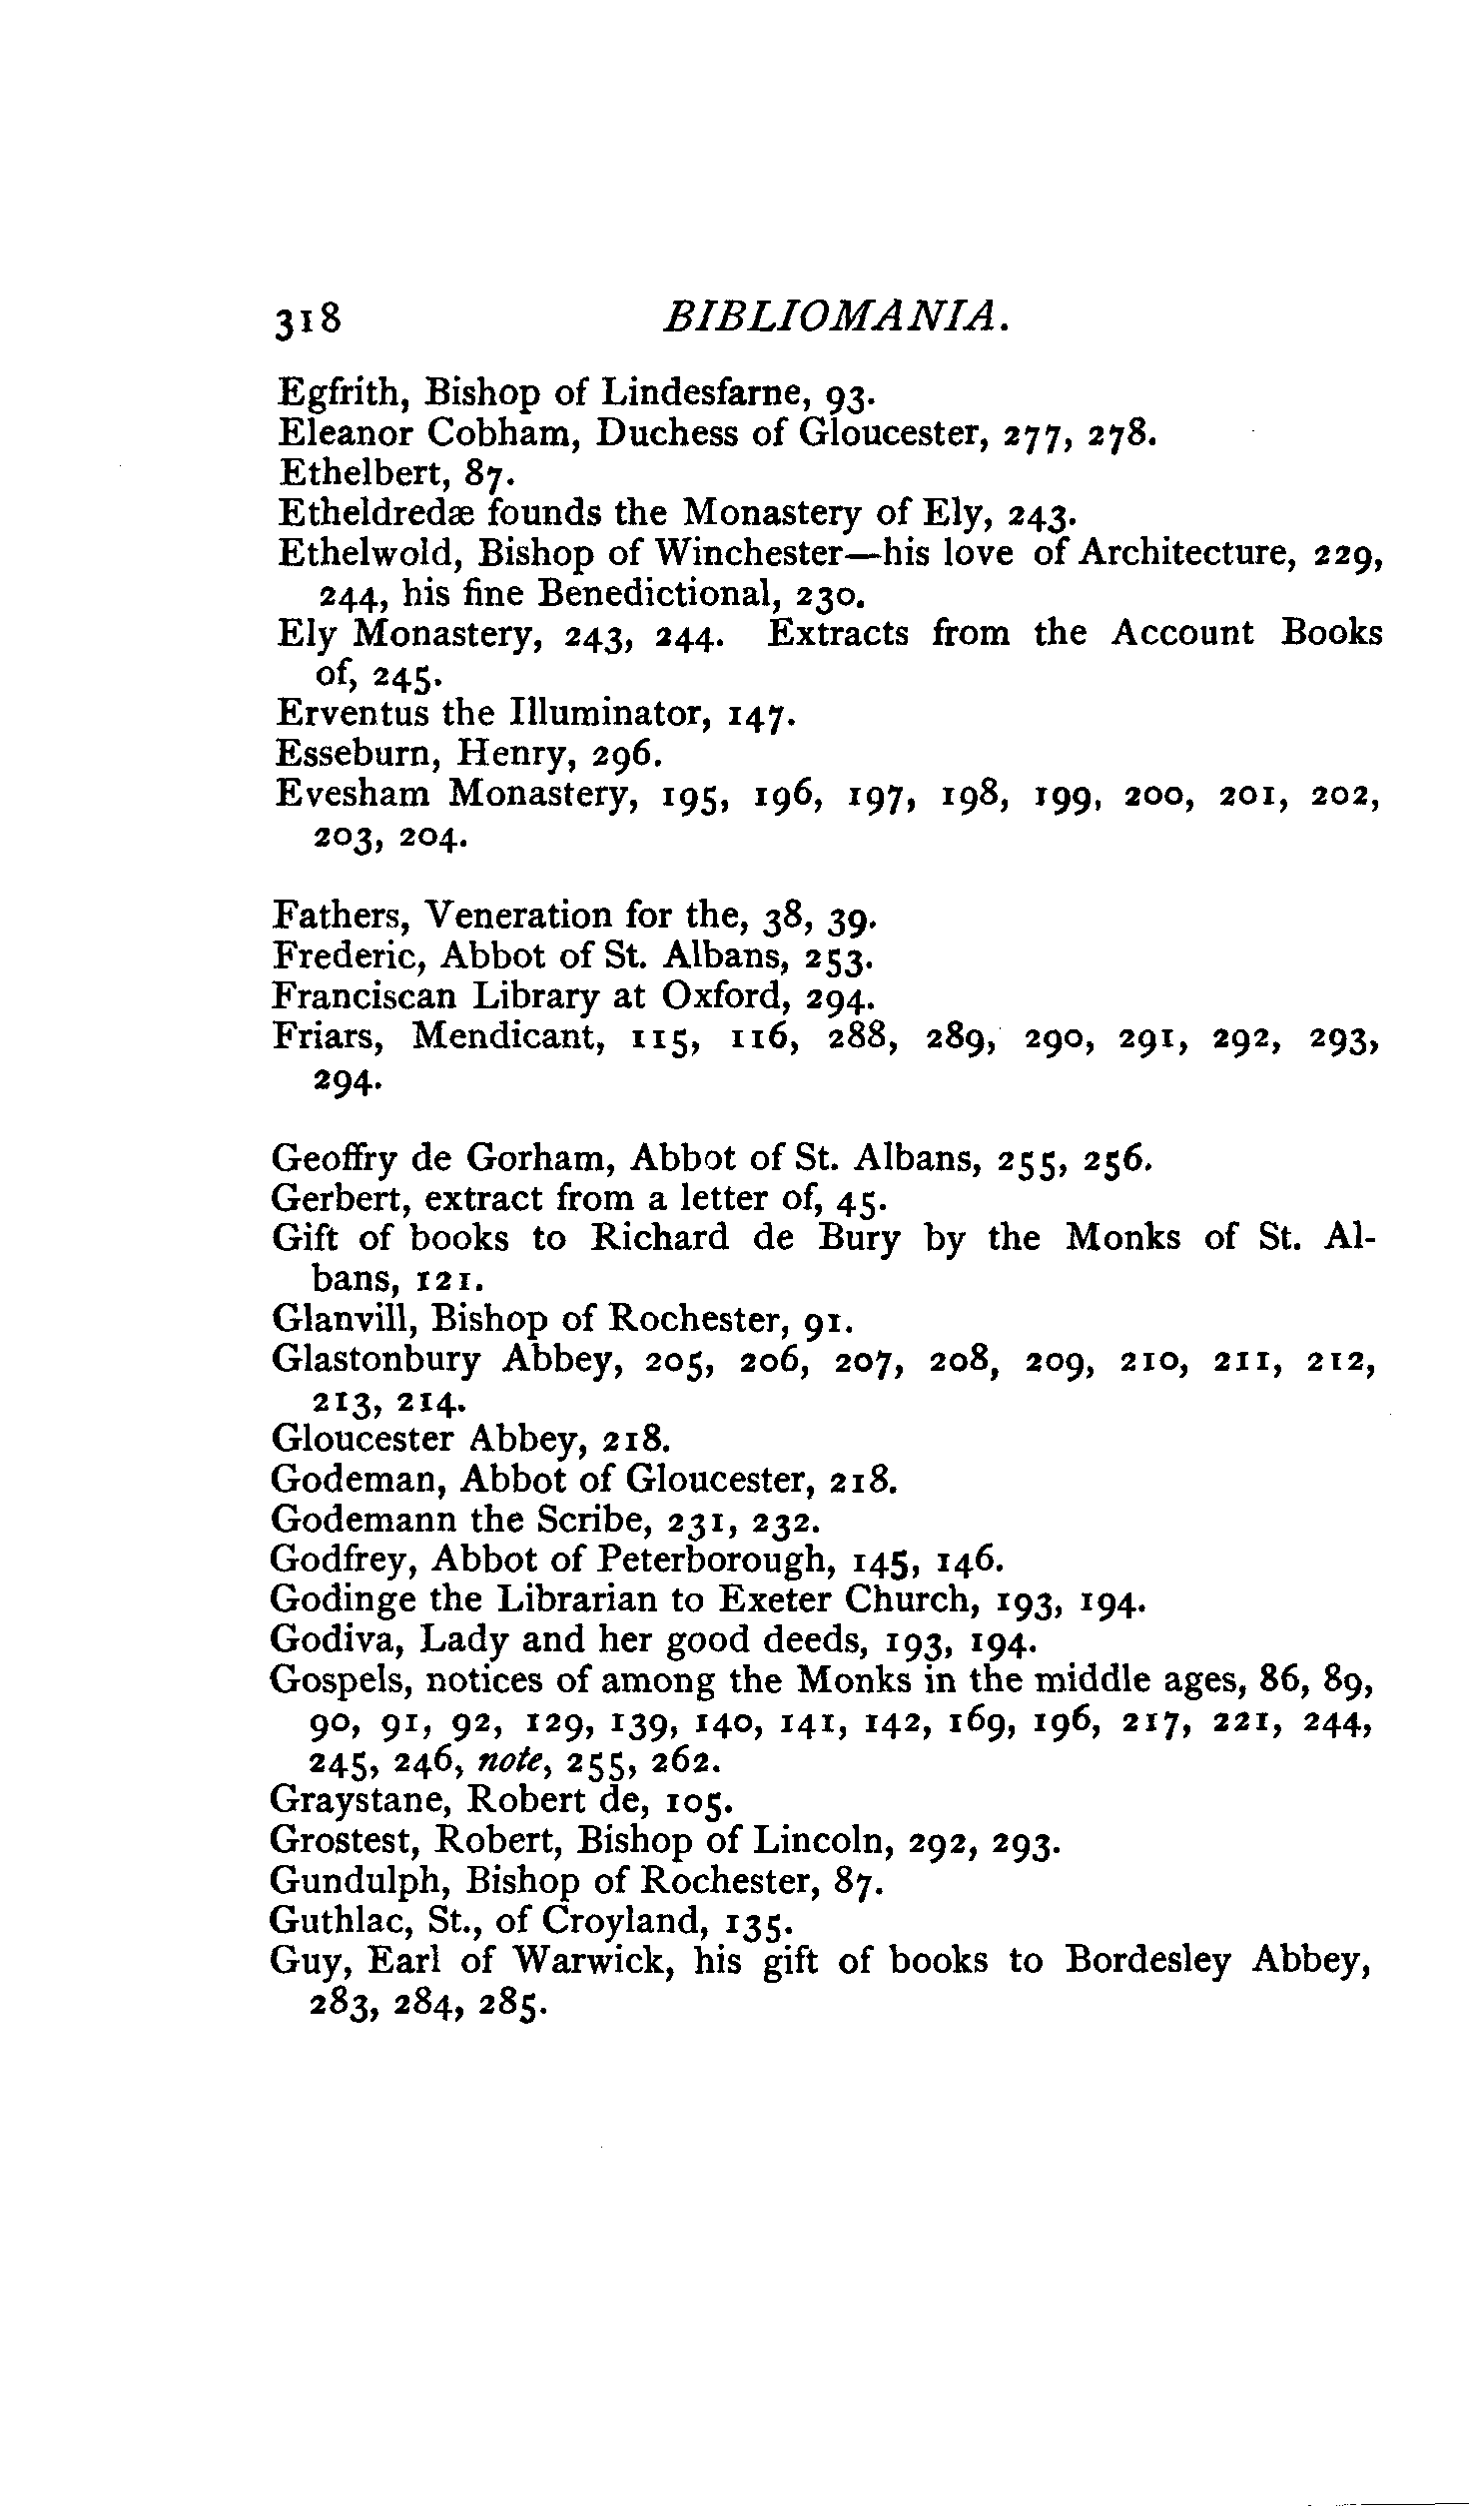 318 BIBLIOMANIA.
Egfrith, Bishop of Lindesfarne, 93.
Eleanor Cobham, Duchess of Gloucester, 277, 278.
Ethelbert, 87.
Etheldredæ founds the Monastery of Ely, 243.
Ethelwold, Bishop of Winchester—his love of Architecture, 229,
244, his fine Benedictional, 230.
Ely Monastery, 243, 244. Extracts from the Account Books
of, 245.
Erventus the Illuminator, 147.
Esseburn, Henry, 296.
Evesham Monastery, 195, 196, 197, 198, 199, 200, 201, 202,
203, 204.
Fathers, Veneration for the, 38, 39.
Frederic, Abbot of St. Albans, 253.
Franciscan Library at Oxford, 294.
Friars, Mendicant, 115, 116, 288, 289, 290, 291, 292, 293,
294.
Geoffry de Gorham, Abbot of St. Albans, 255, 256.
Gerbert, extract from a letter of, 45.
Gift of books to Richard de Bury by the Monks of St. Al-
bans, 121.
Glanvill, Bishop of Rochester, 91.
Glastonbury Abbey, 205, 206, 207, 208, 209, 210, 211, 212,
213, 214.
Gloucester Abbey, 218.
Godeman, Abbot of Gloucester, 218.
Godemann the Scribe, 231, 232.
Godfrey, Abbot of Peterborough, 145, 146.
Godinge the Librarian to Exeter Church, 193, 194.
Godiva, Lady and her good deeds, 193, 194.
Gospels, notices of among the Monks in the middle ages, 86, 89,
90, 91, 92, 129, 139, 140, 141, 142, 169, 196, 217, 221, 244,
245, 246, note, 255, 262.
Graystane, Robert de, 105.
Grostest, Robert, Bishop of Lincoln, 292, 293.
Gundulph, Bishop of Rochester, 87.
Guthlac, St., of Croyland, 135.
Guy, Earl of Warwick, his gift of books to Bordesley Abbey,
283, 284, 285.